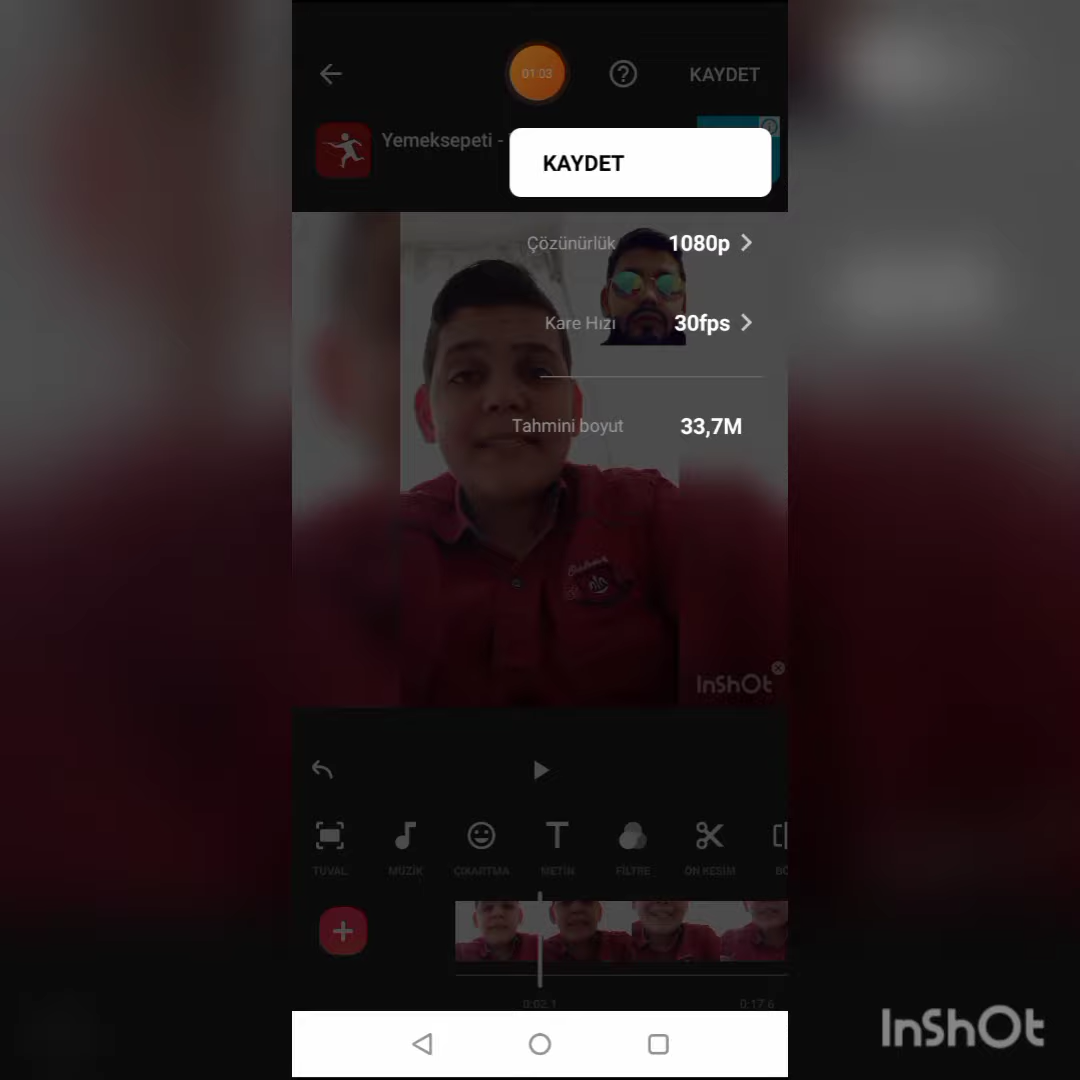 01:03
KAYDET
Yemeksepeti -
KAYDET
Çözünürlük 1080p
Kare Hızı 30fps
Tahmini boyut 33,7M
InShOt
TUVAL MÜZİK ÇIKARTMA METİN FİLTRE ÖN KESİM
0:02.1 0:17.6
InShOt